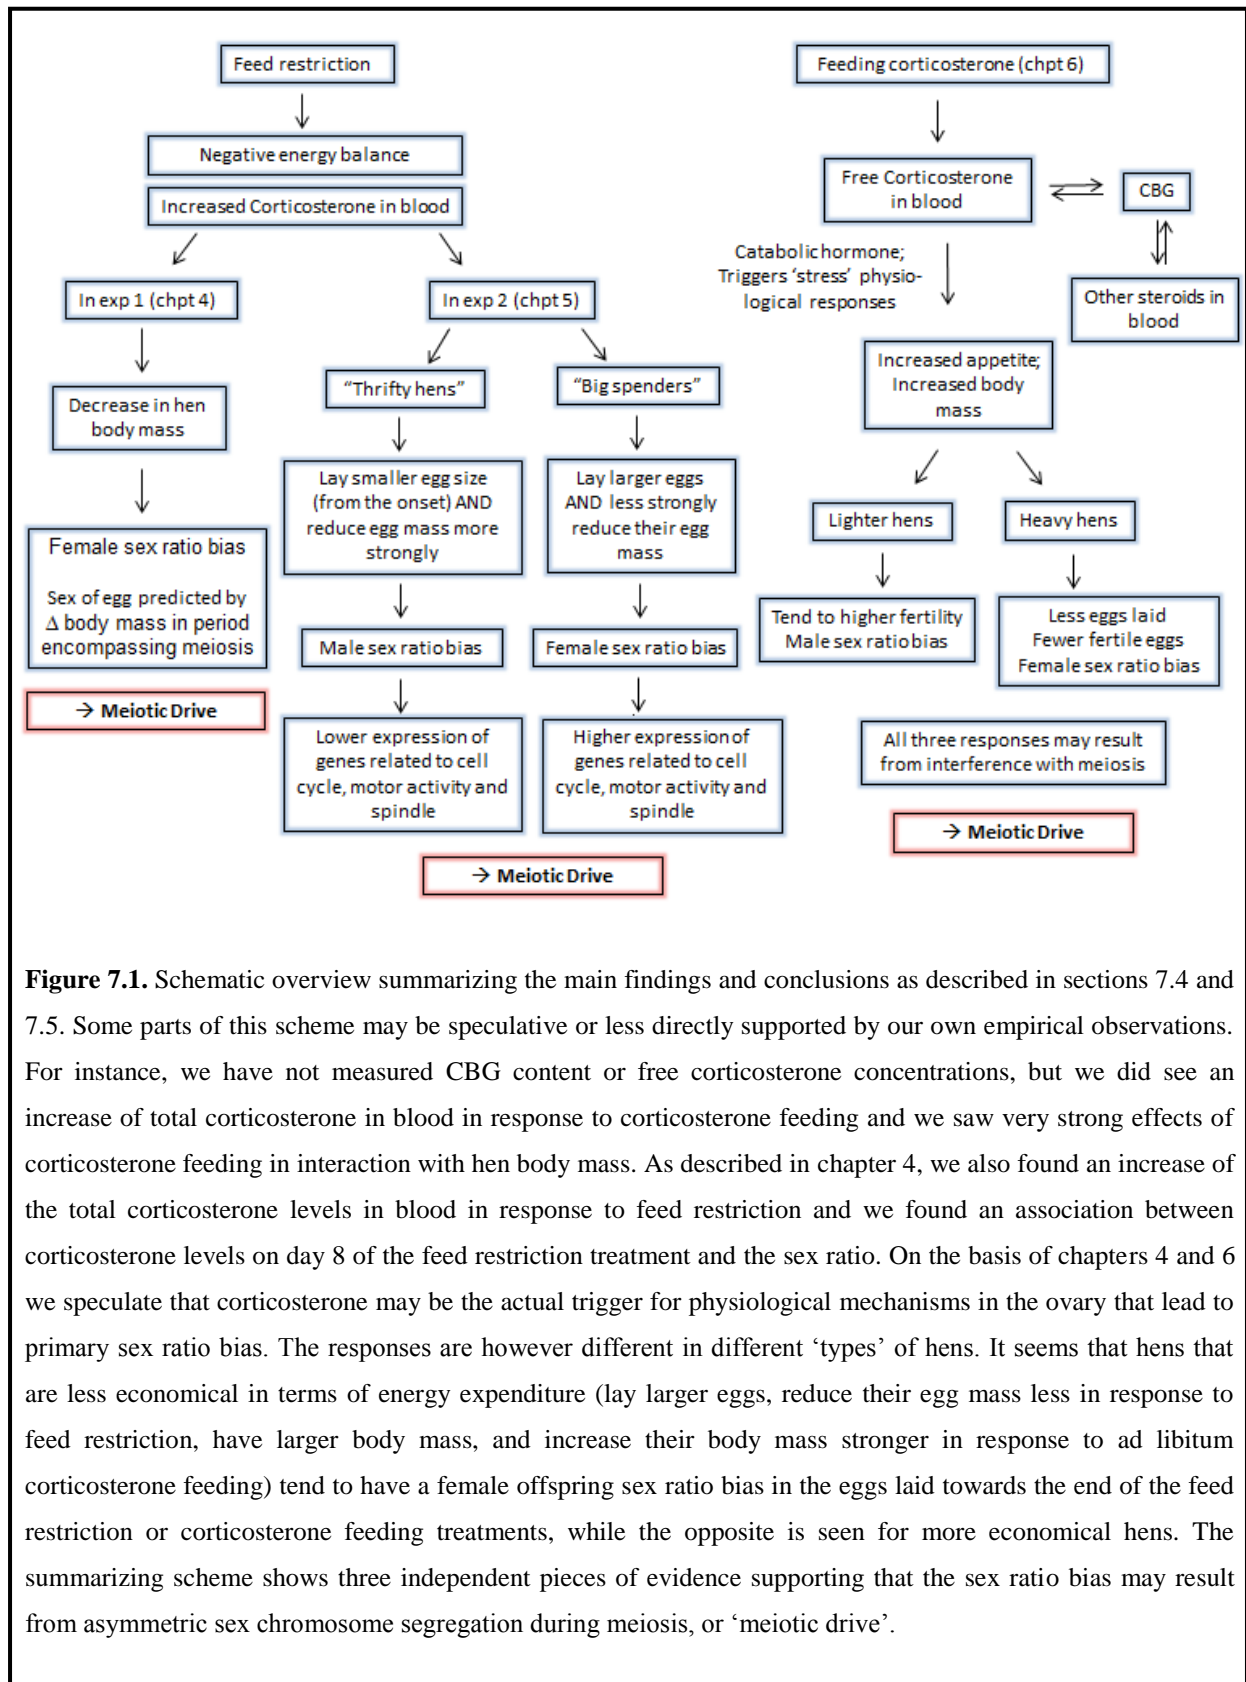 Feed restriction
Negative energy balance
Increased Corticosterone in blood
In exp 1 (chpt 4)
Decrease in hen
body mass
Female sex ratio bias
Sex of egg predicted by
Δ body mass in period
encompassing meiosis
→ Meiotic Drive
In exp 2 (chpt 5)
"Thrifty hens"
Lay smaller egg size
(from the onset) AND
reduce egg mass more
strongly
Male sex ratio bias
Lower expression of
genes related to cell
cycle, motor activity and
spindle
"Big spenders"
Lay larger eggs
AND less strongly
reduce their egg
mass
Female sex ratio bias
Higher expression of
genes related to cell
cycle, motor activity and
spindle
→ Meiotic Drive
Feeding corticosterone (chpt 6)
Free Corticosterone
in blood
CBG
Other steroids in
blood
Catabolic hormone;
Triggers 'stress' physio-
logical responses
Increased appetite;
Increased body
mass
Lighter hens
Tend to higher fertility
Male sex ratio bias
Heavy hens
Less eggs laid
Fewer fertile eggs
Female sex ratio bias
All three responses may result
from interference with meiosis
→ Meiotic Drive
Figure 7.1. Schematic overview summarizing the main findings and conclusions as described in sections 7.4 and
7.5. Some parts of this scheme may be speculative or less directly supported by our own empirical observations.
For instance, we have not measured CBG content or free corticosterone concentrations, but we did see an
increase of total corticosterone in blood in response to corticosterone feeding and we saw very strong effects of
corticosterone feeding in interaction with hen body mass. As described in chapter 4, we also found an increase of
the total corticosterone levels in blood in response to feed restriction and we found an association between
corticosterone levels on day 8 of the feed restriction treatment and the sex ratio. On the basis of chapters 4 and 6
we speculate that corticosterone may be the actual trigger for physiological mechanisms in the ovary that lead to
primary sex ratio bias. The responses are however different in different 'types' of hens. It seems that hens that
are less economical in terms of energy expenditure (lay larger eggs, reduce their egg mass less in response to
feed restriction, have larger body mass, and increase their body mass stronger in response to ad libitum
corticosterone feeding) tend to have a female offspring sex ratio bias in the eggs laid towards the end of the feed
restriction or corticosterone feeding treatments, while the opposite is seen for more economical hens. The
summarizing scheme shows three independent pieces of evidence supporting that the sex ratio bias may result
from asymmetric sex chromosome segregation during meiosis, or 'meiotic drive'.